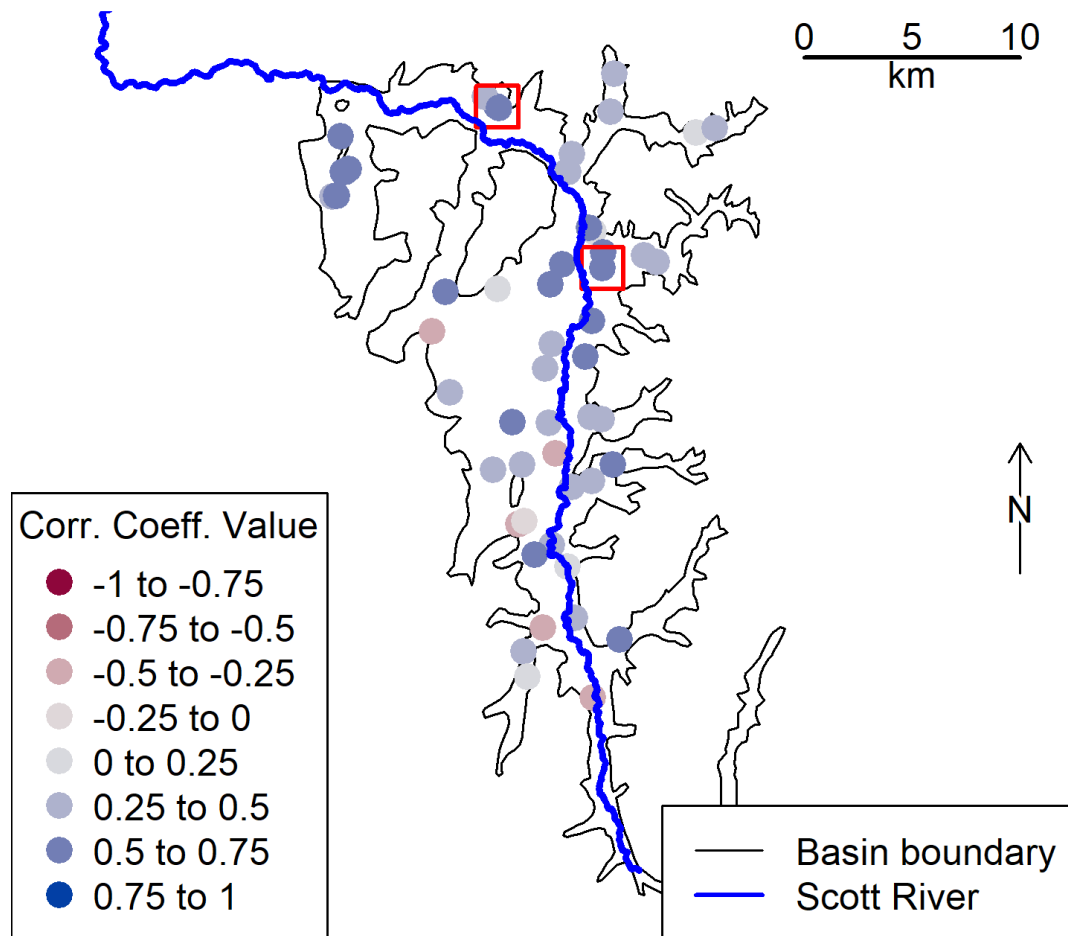 0 5 10
km
N
Corr. Coeff. Value
-1 to -0.75
-0.75 to -0.5
-0.5 to -0.25
-0.25 to 0
0 to 0.25
0.25 to 0.5
0.5 to 0.75
0.75 to 1
Basin boundary
Scott River